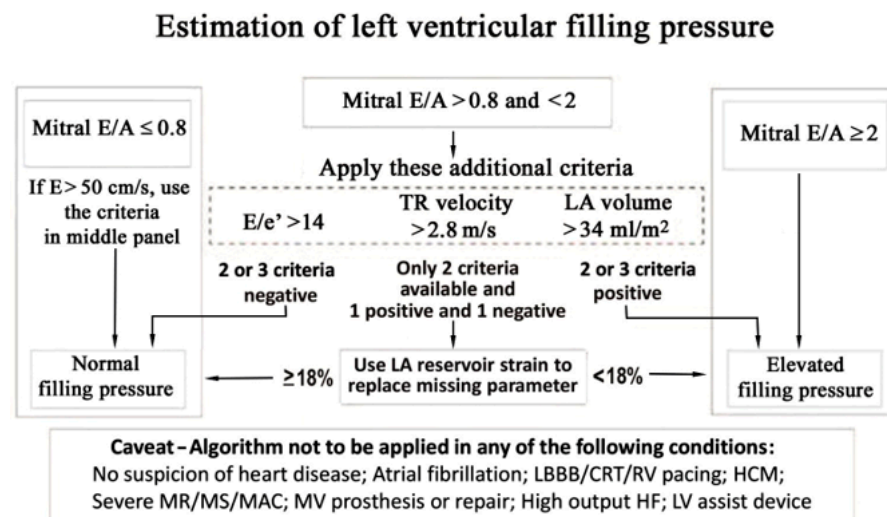 Estimation of left ventricular filling pressure
Mitral E/A ≤ 0.8
If E> 50 cm/s, use
the criteria
in middle panel
Mitral E/A >0.8 and <2
Apply these additional criteria
E/e’ >14
TR velocity
>2.8 m/s
LA volume
>34 ml/m²
2 or 3 criteria
negative
Only 2 criteria
available and
1 positive and 1 negative
2 or 3 criteria
positive
Mitral E/A ≥2
Normal
filling pressure
≥18%
Use LA reservoir strain to
replace missing parameter
<18%
Elevated
filling pressure
Caveat – Algorithm not to be applied in any of the following conditions:
No suspicion of heart disease; Atrial fibrillation; LBBB/CRT/RV pacing; HCM;
Severe MR/MS/MAC; MV prosthesis or repair; High output HF; LV assist device